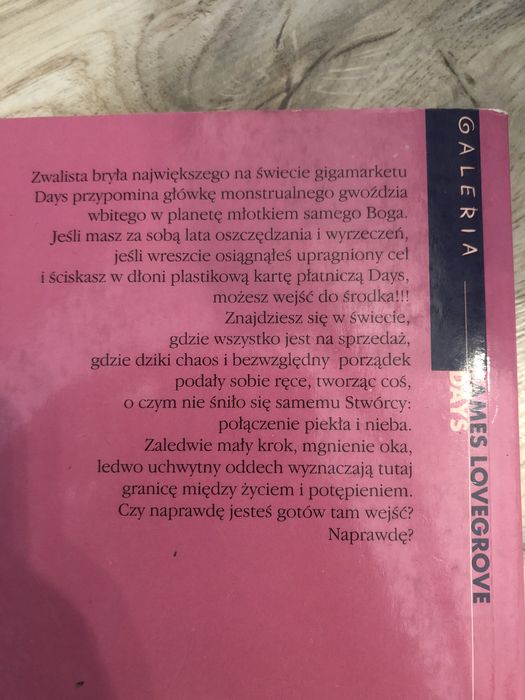 Zwalista bryła największego na świecie gigamarketu
Days przypomina główkę monstrualnego gwoździa
wbitego w planetę młotkiem samego Boga.
Jeśli masz za sobą lata oszczędzania i wyrzeczeń,
jeśli wreszcie osiągnąłeś upragniony cel
i ściskasz w dłoni plastikową kartę płatniczą Days,
możesz wejść do środka!!!
Znajdziesz się w świecie,
gdzie wszystko jest na sprzedaż,
gdzie dziki chaos i bezwzględny porządek
podały sobie ręce, tworząc coś,
o czym nie śniło się samemu Stwórcy:
połączenie piekła i nieba.
Zaledwie mały krok, mgnienie oka,
ledwo uchwytny oddech wyznaczają tutaj
granicę między życiem i potępieniem.
Czy naprawdę jesteś gotów tam wejść?
Naprawdę?
GALERIA
JAMES LOVEGROVE
DAYS